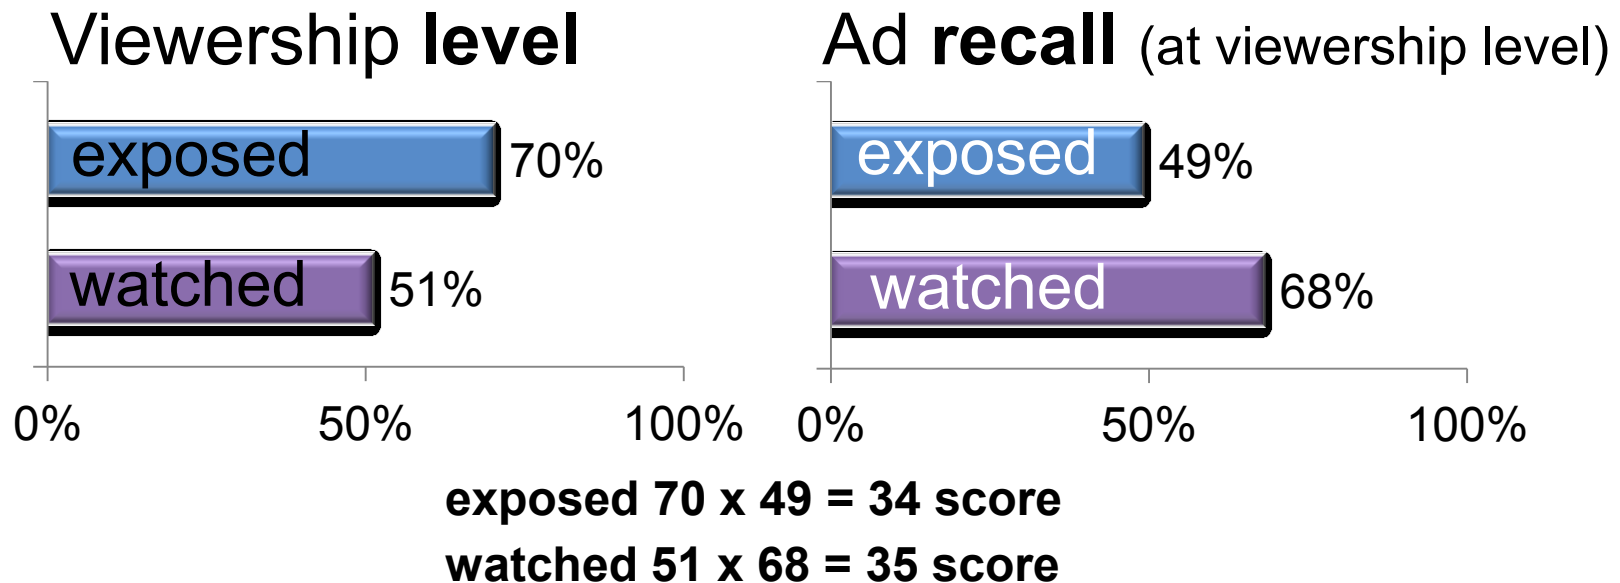 Viewership level
exposed 70%
watched 51%
0% 50% 100%
Ad recall (at viewership level)
exposed 49%
watched 68%
0% 50% 100%
exposed 70 x 49 = 34 score
watched 51 x 68 = 35 score